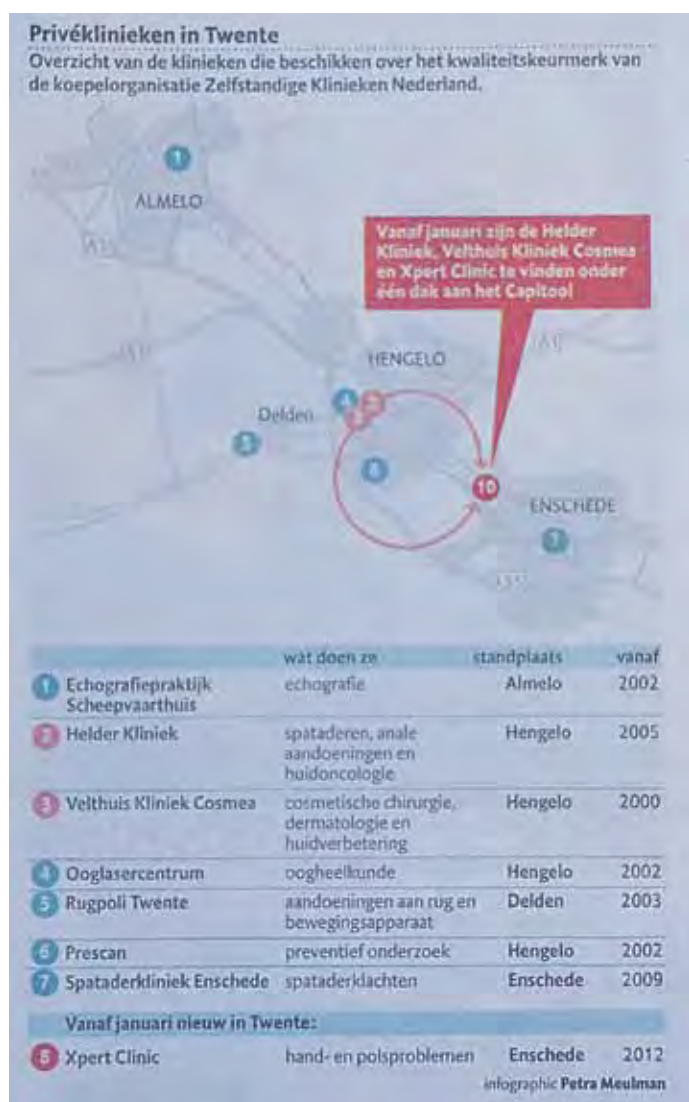 Privéklinieken in Twente
Overzicht van de klinieken die beschikken over het kwaliteitskeurmerk van
de koepelorganisatie Zelfstandige Klinieken Nederland.
1
ALMELO
Vanaf januari zijn de Helder
Kliniek, Velthuis Kliniek Cosmea
en Xpert Clinic te vinden onder
één dak aan het Capitool
HENGELO
4
Delden
10
ENSCHEDE
wat doen ze standplaats vanaf
1 Echografiepraktijk echografie Almelo 2002
Scheepvaarthuis
2 Helder Kliniek spataderen, anale Hengelo 2005
aandoeningen en
huidoncologie
3 Velthuis Kliniek Cosmea cosmetische chirurgie, Hengelo 2000
dermatologie en
huidverbetering
4 Ooglasercentrum oogheelkunde Hengelo 2002
5 Rugpoli Twente aandoeningen aan rug en Delden 2003
bewegingsapparaat
6 Prescan preventief onderzoek Hengelo 2002
7 Spataderkliniek Enschede spataderklachten Enschede 2009
Vanaf januari nieuw in Twente:
Xpert Clinic hand- en polsproblemen Enschede 2012
infographic Petra Meulman